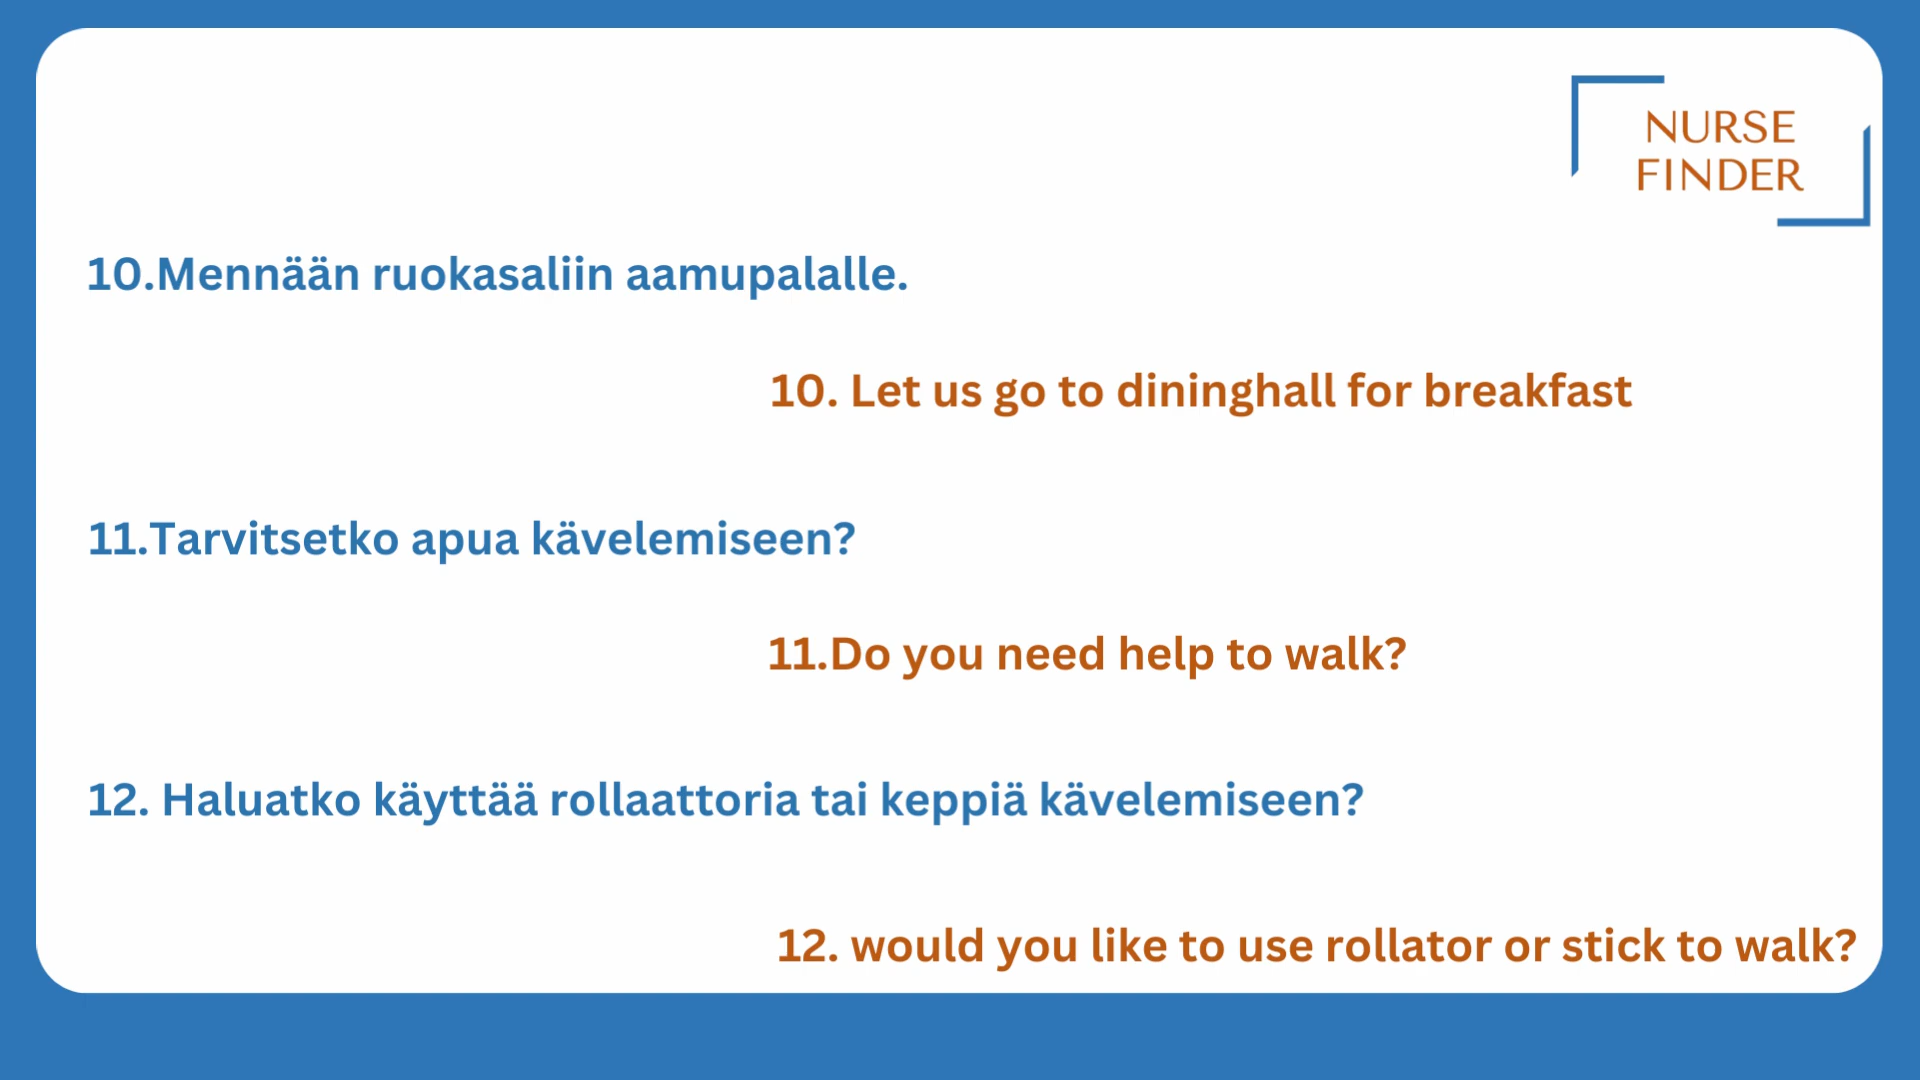 NURSE
FINDER
10.Mennään ruokasaliin aamupalalle.
10. Let us go to dininghall for breakfast
11.Tarvitsetko apua kävelemiseen?
11.Do you need help to walk?
12. Haluatko käyttää rollaattoria tai keppiä kävelemiseen?
12. would you like to use rollator or stick to walk?